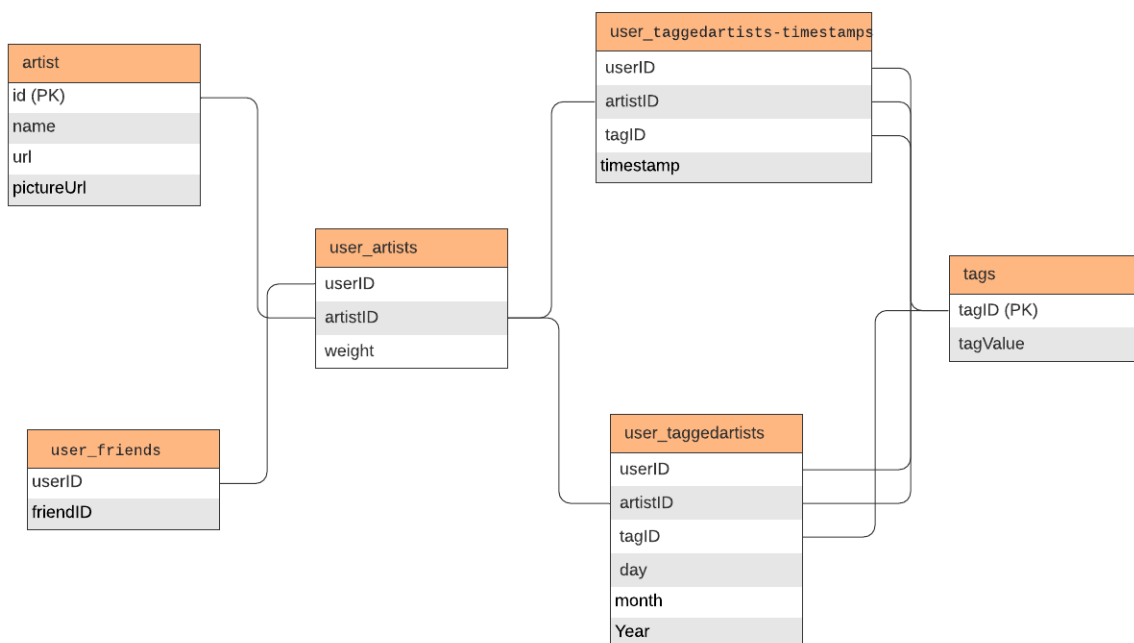 artist
id (PK)
name
url
pictureUrl
user_friends
userID
friendID
user_artists
userID
artistID
weight
user_taggedartists-timestamps
userID
artistID
tagID
timestamp
user_taggedartists
userID
artistID
tagID
day
month
Year
tags
tagID (PK)
tagValue